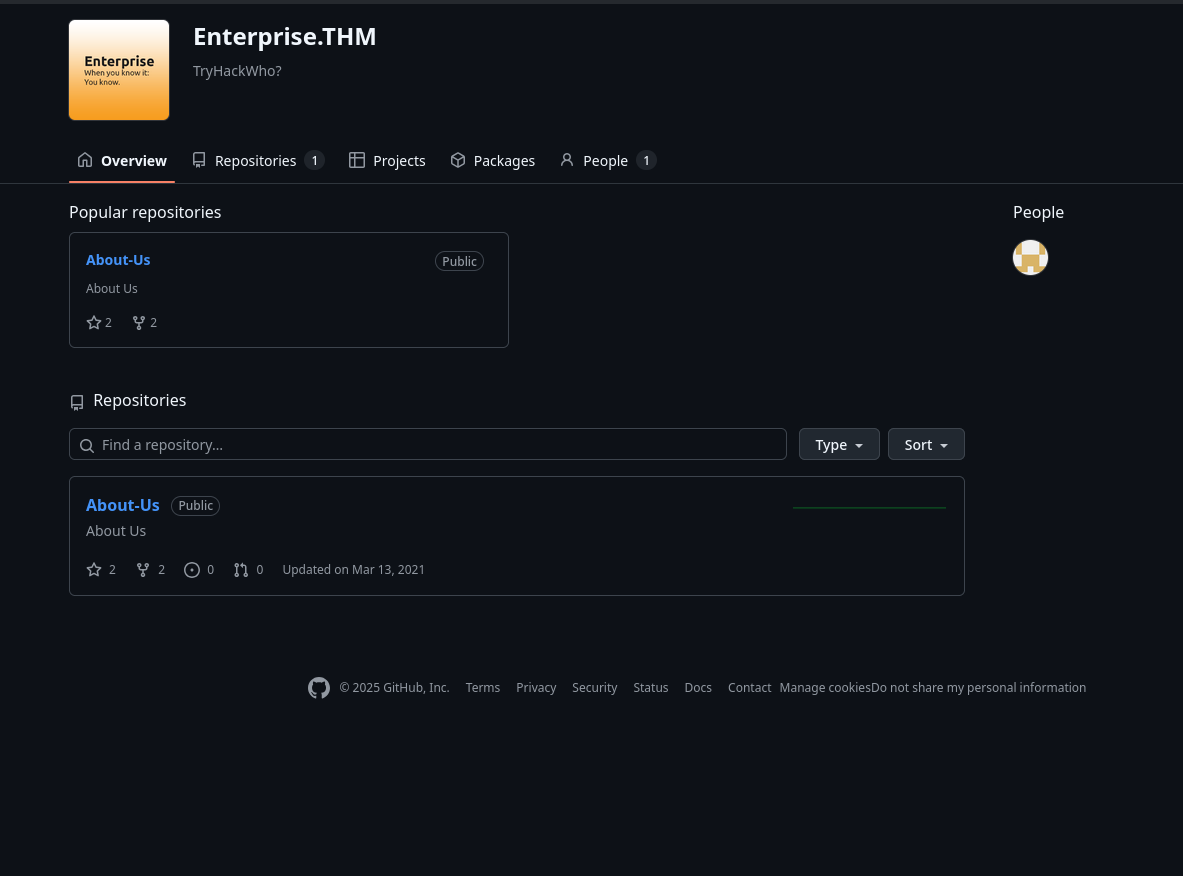 Enterprise
When you know it:
You know.
Enterprise.THM
TryHackWho?
Overview Repositories 1 Projects Packages People 1
Popular repositories
About-Us Public
About Us
2 2
People
Repositories
Find a repository...
Type Sort
About-Us Public
About Us
2 2 0 0 Updated on Mar 13, 2021
© 2025 GitHub, Inc. Terms Privacy Security Status Docs Contact Manage cookies Do not share my personal information